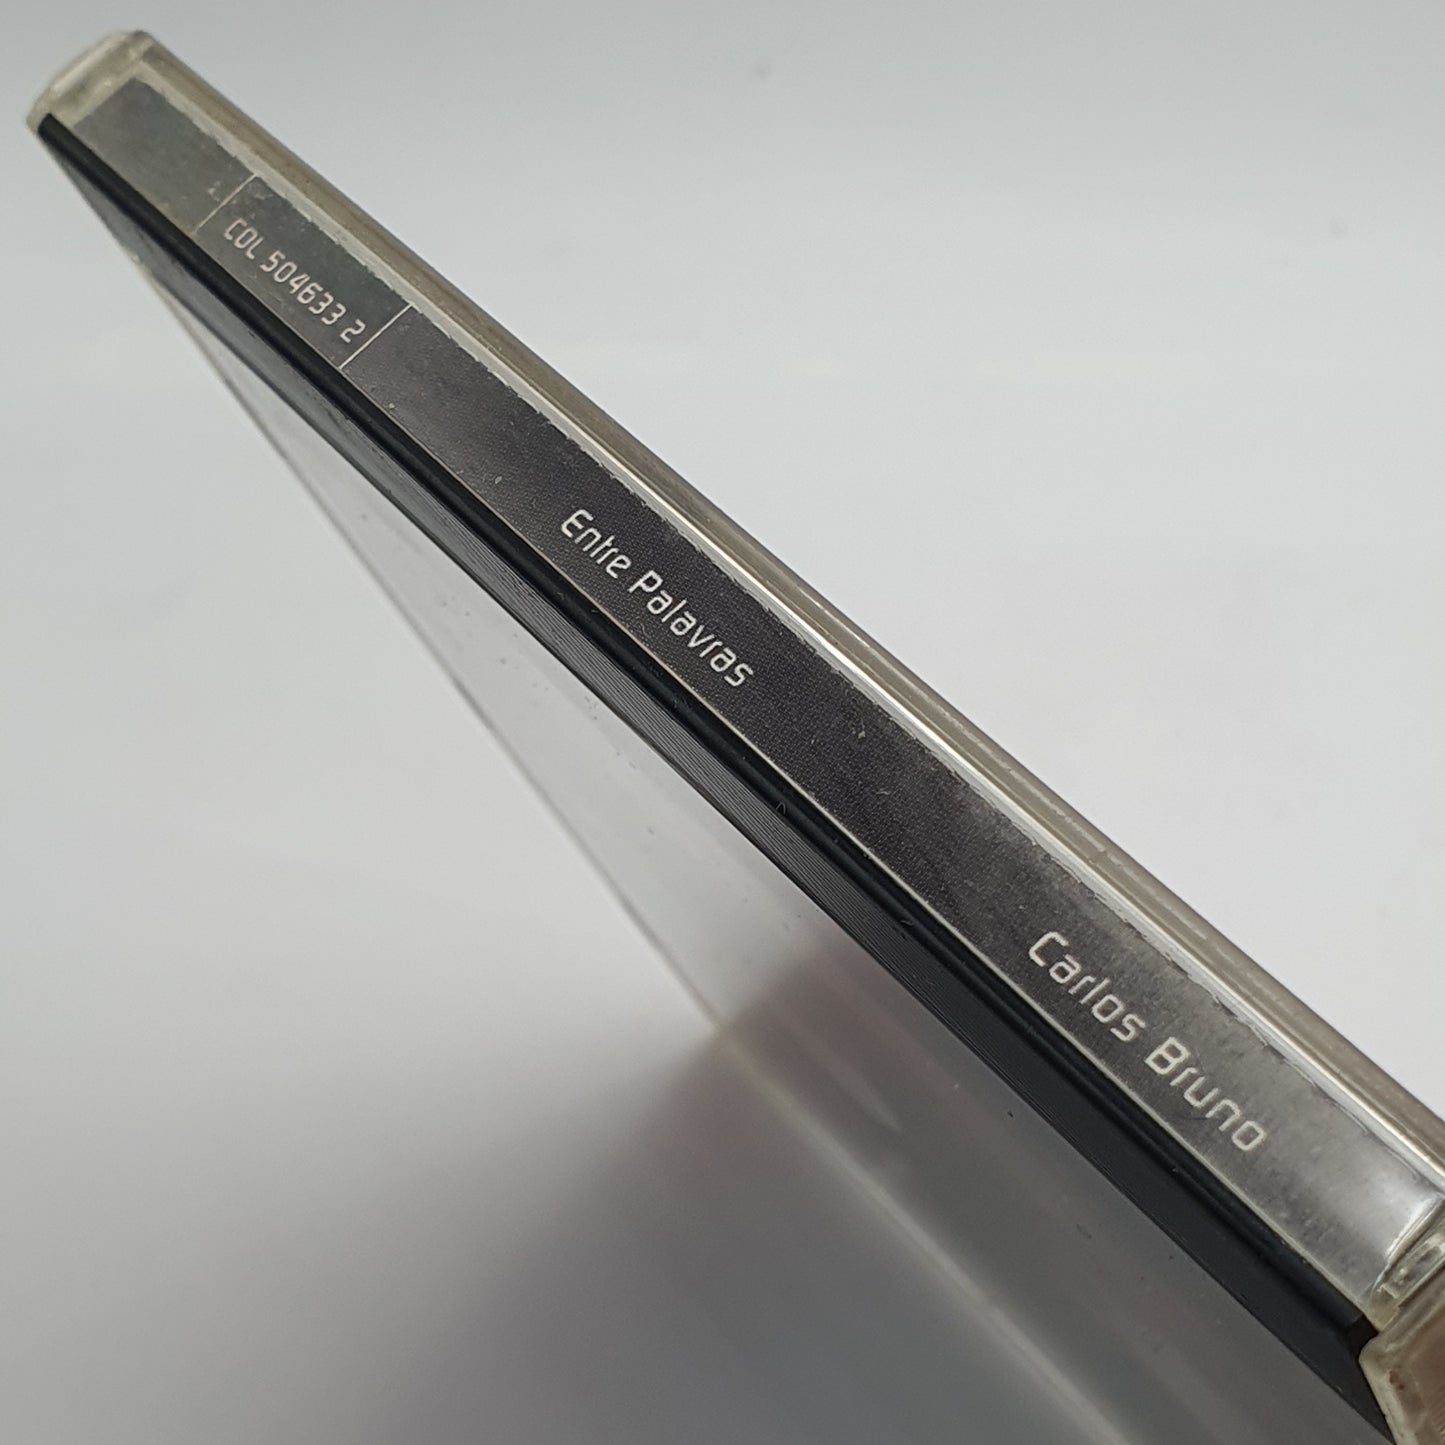 COL 504633 2
Entre Palavras
Carlos Bruno